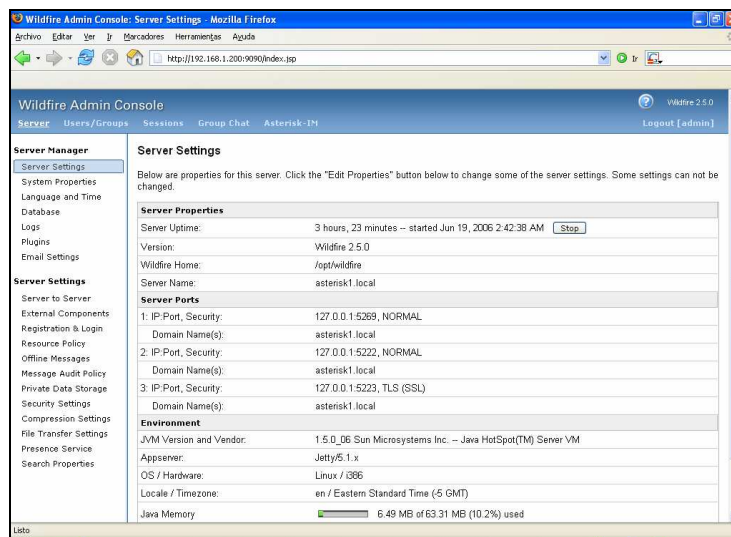 Wildfire Admin Console: Server Settings - Mozilla Firefox
Archivo Editar Ver Ir Marcadores Herramientas Ayuda
http://192.168.1.200:9090/index.jsp Ir
Wildfire Admin Console Wildfire 2.5.0
Server Users/Groups Sessions Group Chat Asterisk-IM Logout [admin]
Server Manager
Server Settings
System Properties
Language and Time
Database
Logs
Plugins
Email Settings
Server Settings
Server to Server
External Components
Registration & Login
Resource Policy
Offline Messages
Message Audit Policy
Private Data Storage
Security Settings
Compression Settings
File Transfer Settings
Presence Service
Search Properties
Server Settings
Below are properties for this server. Click the "Edit Properties" button below to change some of the server settings. Some settings can not be
changed.
Server Properties
Server Uptime: 3 hours, 23 minutes -- started Jun 19, 2006 2:42:38 AM Stop
Version: Wildfire 2.5.0
Wildfire Home: /opt/wildfire
Server Name: asterisk1.local
Server Ports
1: IP:Port, Security: 127.0.0.1:5269, NORMAL
Domain Name(s): asterisk1.local
2: IP:Port, Security: 127.0.0.1:5222, NORMAL
Domain Name(s): asterisk1.local
3: IP:Port, Security: 127.0.0.1:5223, TLS (SSL)
Domain Name(s): asterisk1.local
Environment
JVM Version and Vendor: 1.5.0_06 Sun Microsystems Inc. -- Java HotSpot(TM) Server VM
Appserver: Jetty/5.1.x
OS / Hardware: Linux / i386
Locale / Timezone: en / Eastern Standard Time (-5 GMT)
Java Memory 6.49 MB of 63.31 MB (10.2%) used
Listo